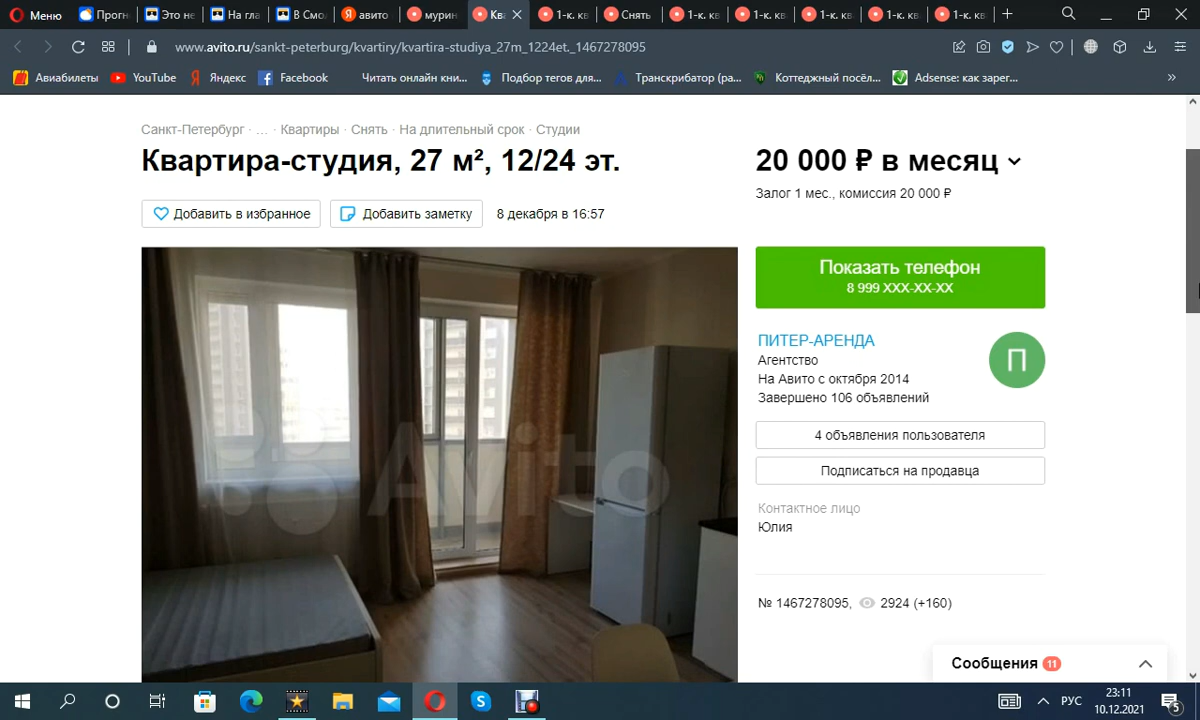 Меню
Прогн
Это не
На гла
В Смо
авито
мурин
Ква
1-к. кв
Снять
1-к. кв
1-к. кв
1-к. кв
1-к. кв
1-к. кв
www.avito.ru/sankt-peterburg/kvartiry/kvartira-studiya_27m_1224et._1467278095
Авиабилеты
YouTube
Яндекс
Facebook
Читать онлайн кни...
Подбор тегов для...
Транскрибатор (ра...
Коттеджный посёл...
Adsense: как зарег...
Санкт-Петербург · ... · Квартиры · Снять · На длительный срок · Студии
Квартира-студия, 27 м², 12/24 эт.
20 000 ₽ в месяц
Залог 1 мес., комиссия 20 000 ₽
Добавить в избранное
Добавить заметку
8 декабря в 16:57
Показать телефон
8 999 XXX-XX-XX
ПИТЕР-АРЕНДА
Агентство
На Авито с октября 2014
Завершено 106 объявлений
П
4 объявления пользователя
Подписаться на продавца
Контактное лицо
Юлия
№ 1467278095, 2924 (+160)
Avito
Сообщения 11
РУС
23:11
10.12.2021
5